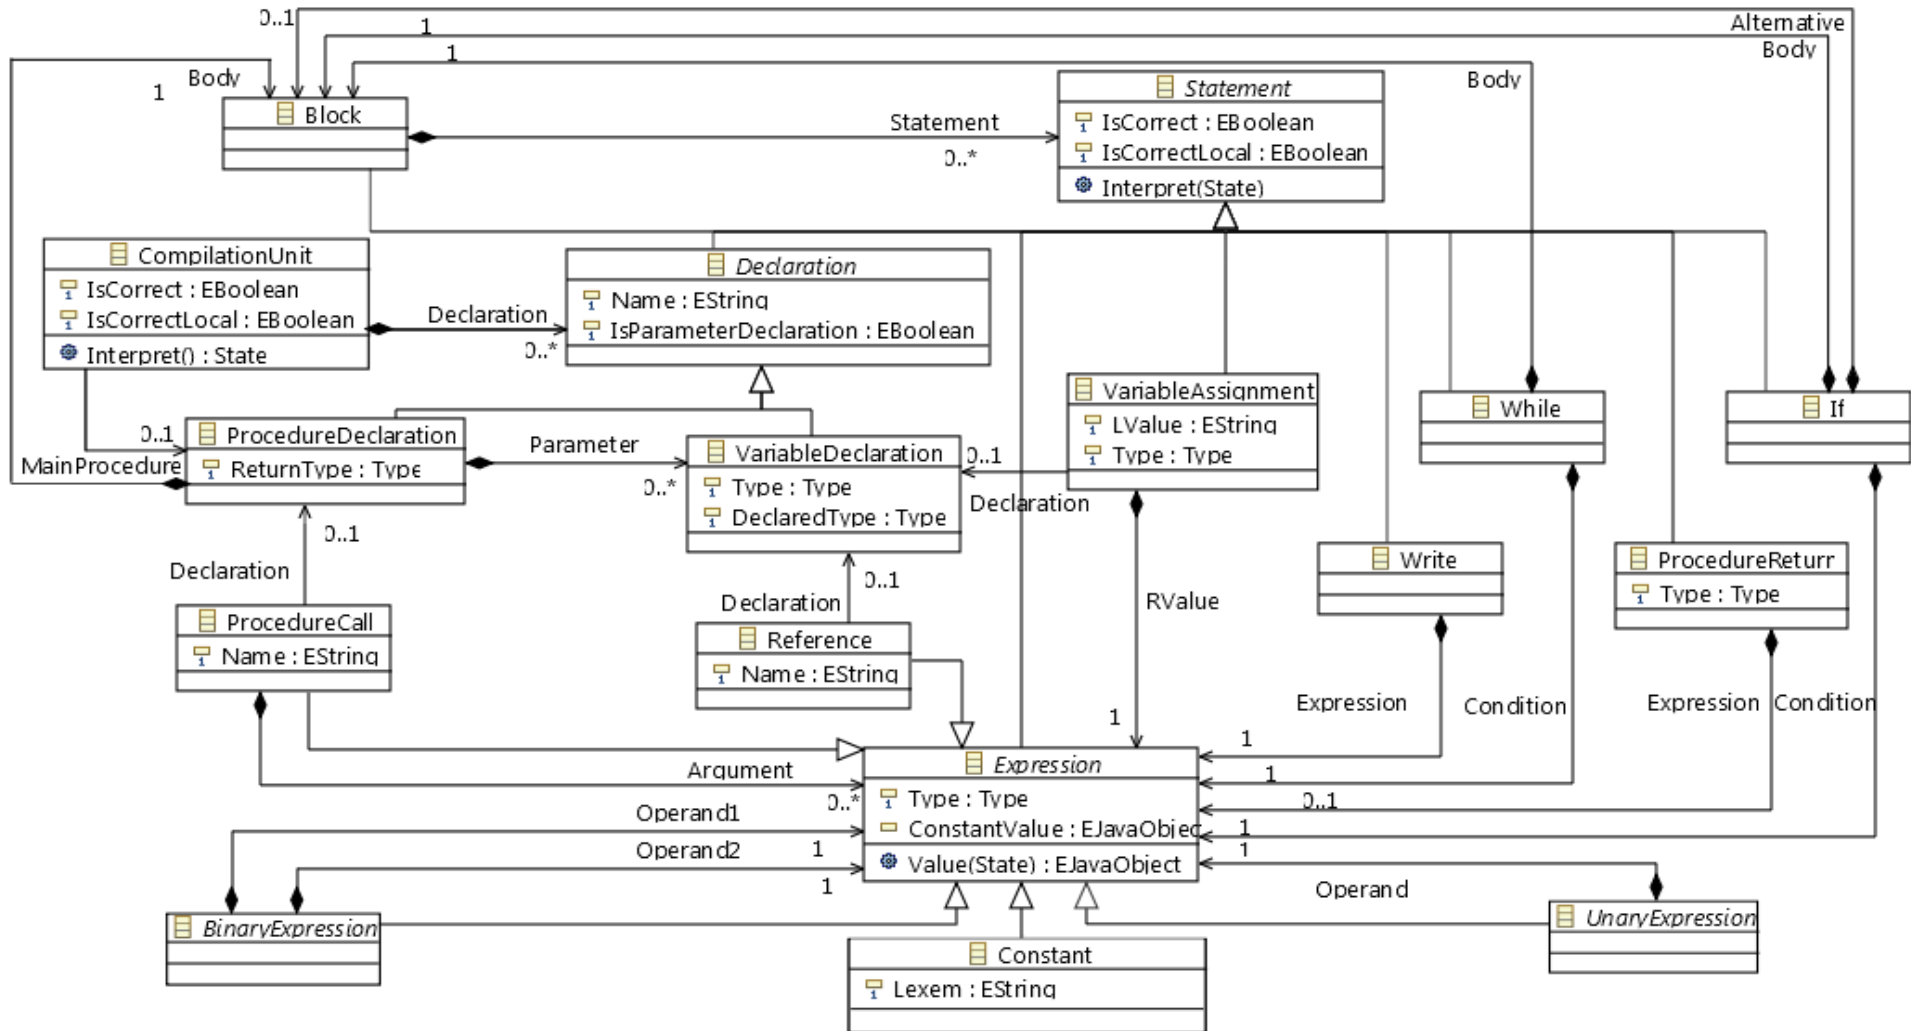 0..1
1
Alternative
1
Body
Body
Body
1
Block
Statement
IsCorrect : EBoolean
IsCorrectLocal : EBoolean
Interpret(State)
Statement
0..*
CompilationUnit
IsCorrect : EBoolean
IsCorrectLocal : EBoolean
Interpret() : State
Declaration
0..*
Declaration
Name : EString
IsParameterDeclaration : EBoolean
0..1
MainProcedure
ProcedureDeclaration
ReturnType : Type
Parameter
0..*
VariableDeclaration
Type : Type
DeclaredType : Type
0..1
Declaration
VariableAssignment
LValue : EString
Type : Type
While
If
0..1
Declaration
0..1
Declaration
RValue
1
Write
ProcedureReturn
Type : Type
ProcedureCall
Name : EString
Reference
Name : EString
Expression
1
Condition
1
Expression
0..1
Condition
1
Argument
0..*
Operand1
1
Operand2
1
Expression
Type : Type
ConstantValue : EJavaObjec
Value(State) : EJavaObject
1
Operand
BinaryExpression
UnaryExpression
Constant
Lexem : EString